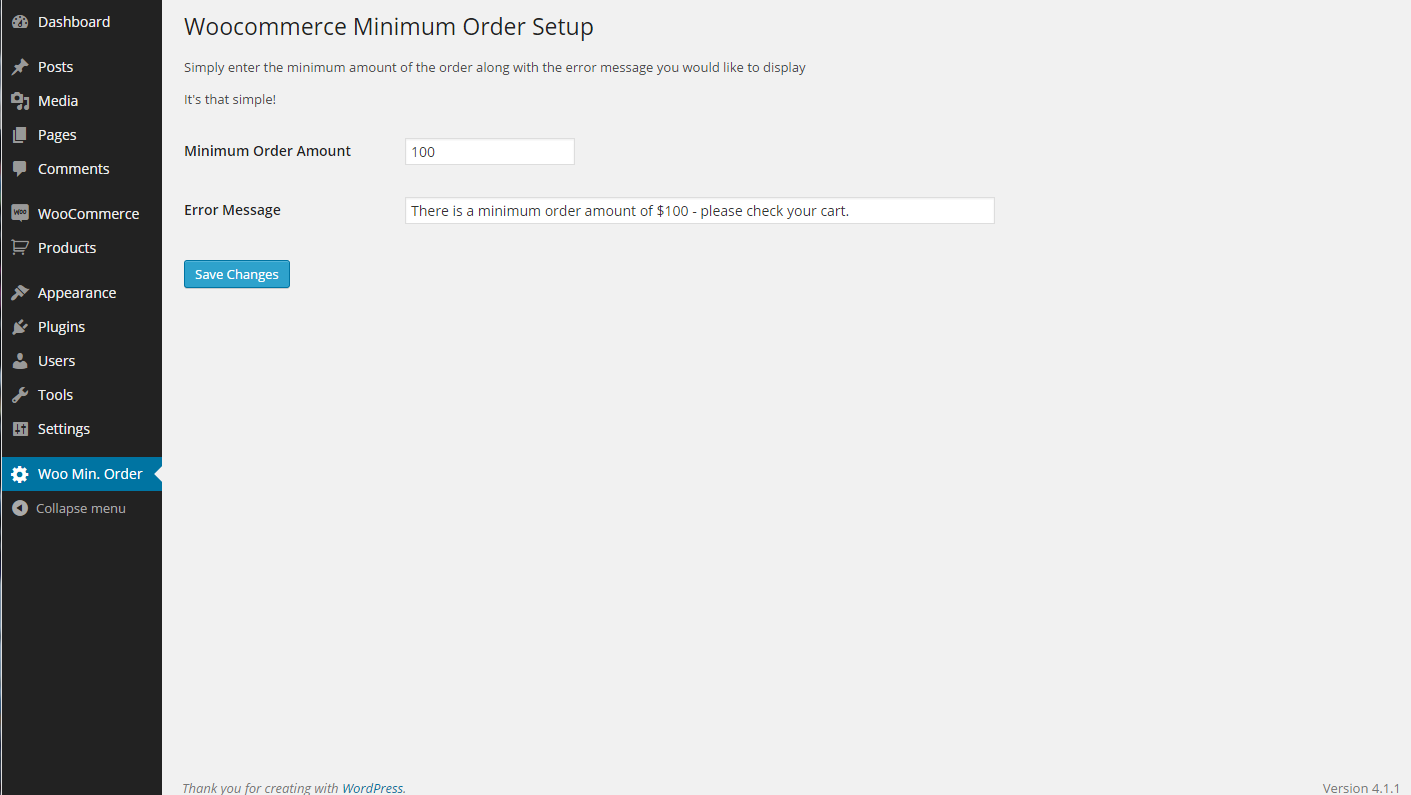 Dashboard
Posts
Media
Pages
Comments
WOO
WooCommerce
Products
Appearance
Plugins
Users
Tools
Settings
Woo Min. Order
Collapse menu
Woocommerce Minimum Order Setup
Simply enter the minimum amount of the order along with the error message you would like to display
It's that simple!
Minimum Order Amount
100
Error Message
There is a minimum order amount of $100 - please check your cart.
Save Changes
Thank you for creating with WordPress.
Version 4.1.1